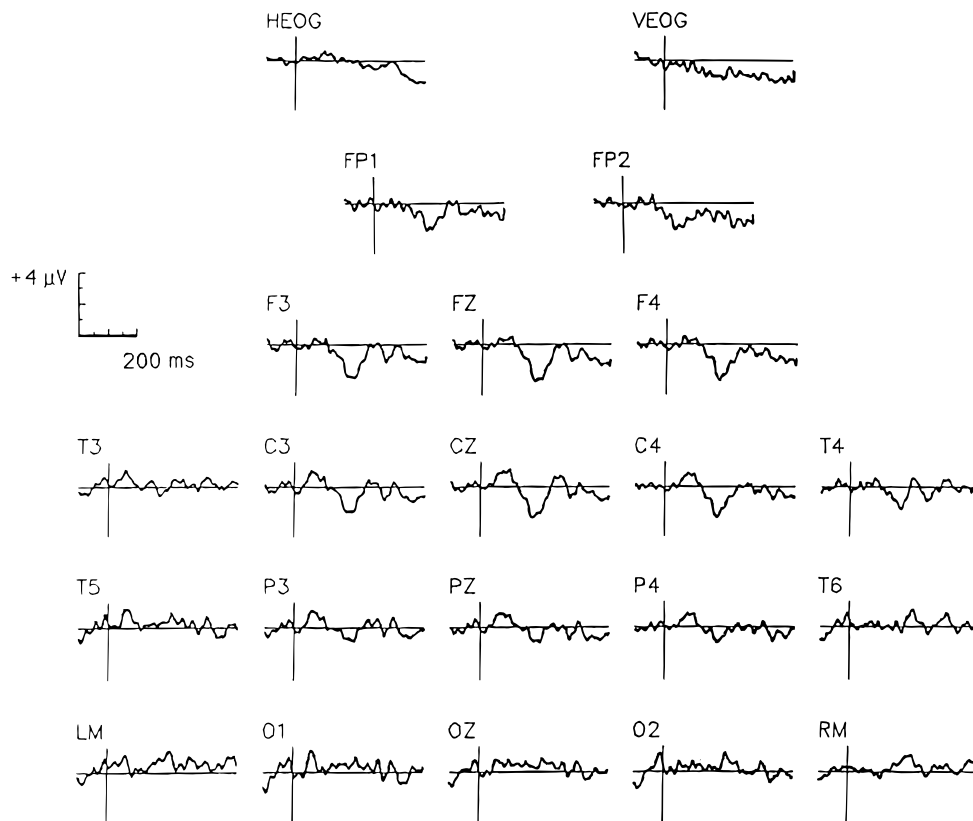 HEOG VEOG
FP1 FP2
+4 μV
200 ms
F3 FZ F4
T3 C3 CZ C4 T4
T5 P3 PZ P4 T6
LM O1 OZ O2 RM